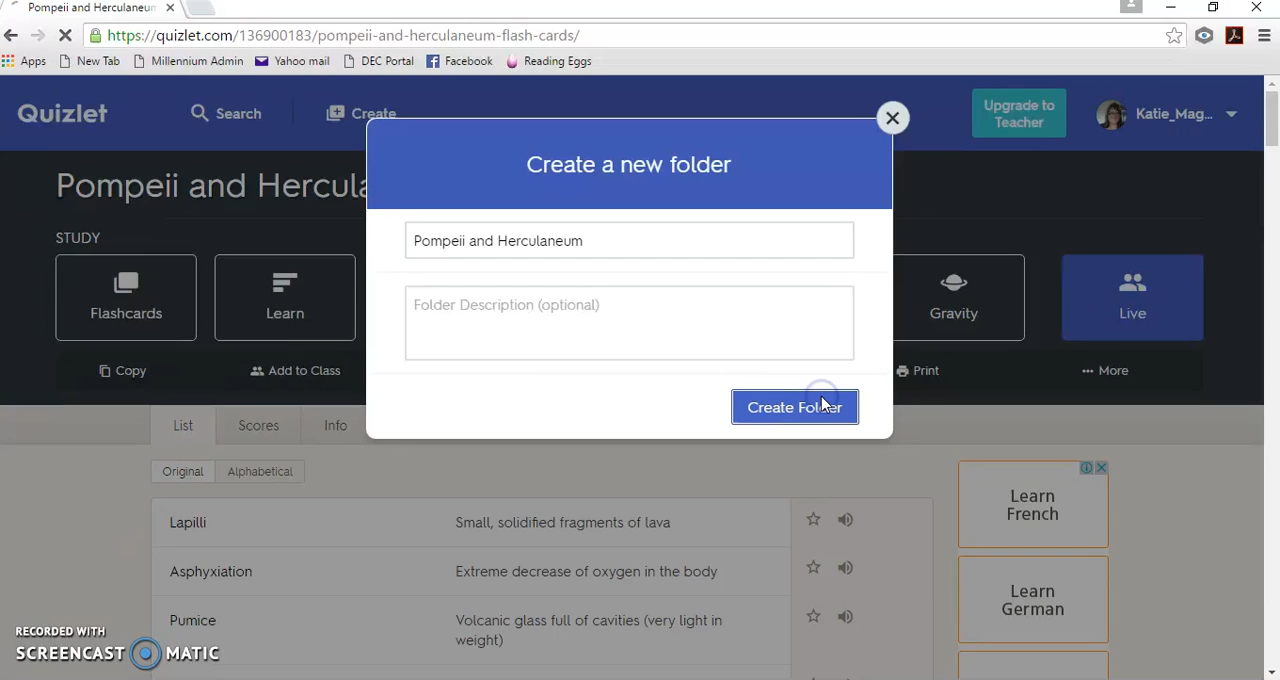 Pompeii and Herculaneum
https://quizlet.com/136900183/pompeii-and-herculaneum-flash-cards/
Apps New Tab Millennium Admin Yahoo mail DEC Portal Facebook Reading Eggs
Quizlet Search Create Upgrade to Teacher Katie_Mag...
Create a new folder
Pompeii and Hercula
STUDY
Pompeii and Herculaneum
Flashcards Learn Gravity Live
Folder Description (optional)
Copy Add to Class Print More
Create Folder
List Scores Info
Original Alphabetical
Lapilli Small, solidified fragments of lava
Asphyxiation Extreme decrease of oxygen in the body
Pumice Volcanic glass full of cavities (very light in
weight)
Learn
French
Learn
German
RECORDED WITH
SCREENCAST MATIC